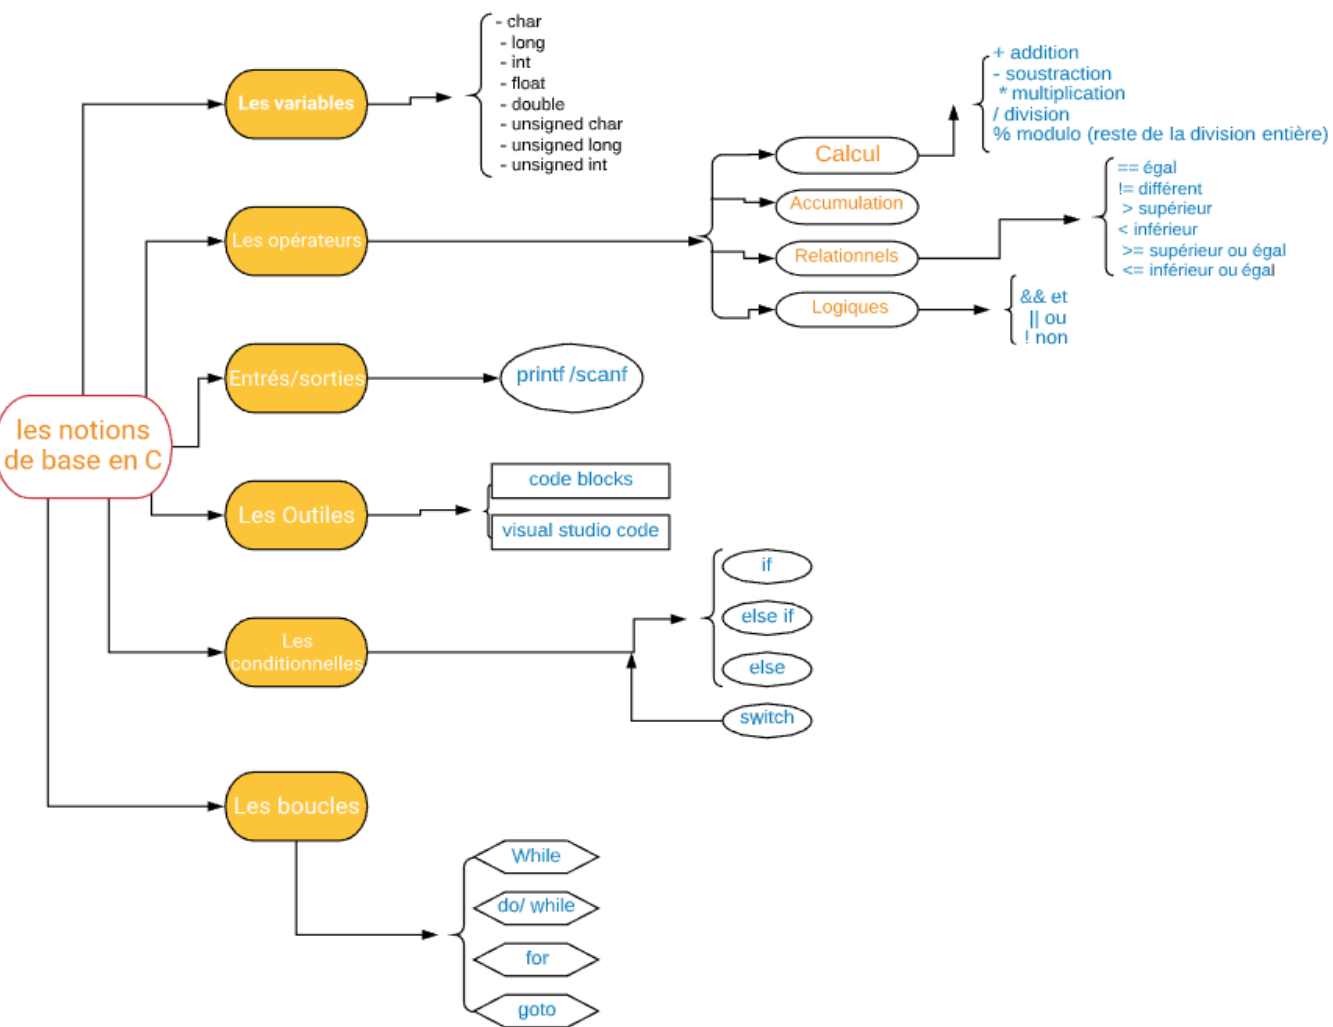 les notions
de base en C
Les variables
- char
- long
- int
- float
- double
- unsigned char
- unsigned long
- unsigned int
Les opérateurs
Calcul
+ addition
- soustraction
* multiplication
/ division
% modulo (reste de la division entière)
Accumulation
Relationnels
== égal
!= différent
> supérieur
< inférieur
>= supérieur ou égal
<= inférieur ou égal
Logiques
&& et
|| ou
! non
Entrés/sorties
printf /scanf
Les Outiles
code blocks
visual studio code
Les
conditionnelles
if
else if
else
switch
Les boucles
While
do/ while
for
goto